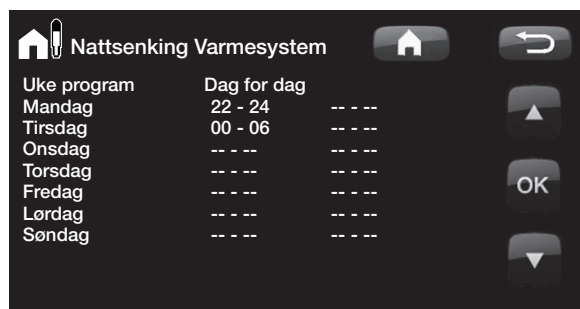 Nattsenking Varmesystem
Uke program Dag for dag
Mandag 22 - 24 -- - --
Tirsdag 00 - 06 -- - --
Onsdag -- - -- -- - --
Torsdag -- - -- -- - --
Fredag -- - -- -- - --
Lørdag -- - -- -- - --
Søndag -- - -- -- - --
OK